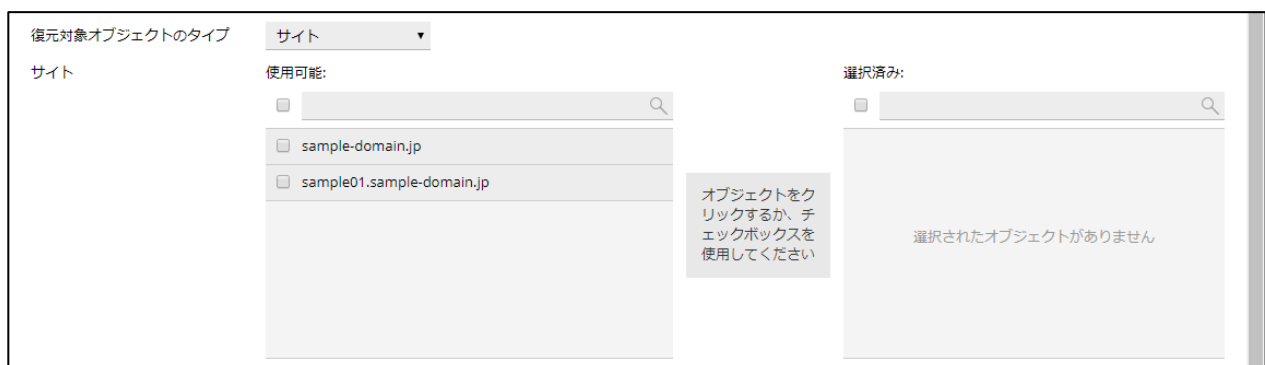 復元対象オブジェクトのタイプ
サイト
サイト
使用可能:
選択済み:
sample-domain.jp
sample01.sample-domain.jp
オブジェクトをク
リックするか、チ
ェックボックスを
使用してください
選択されたオブジェクトがありません